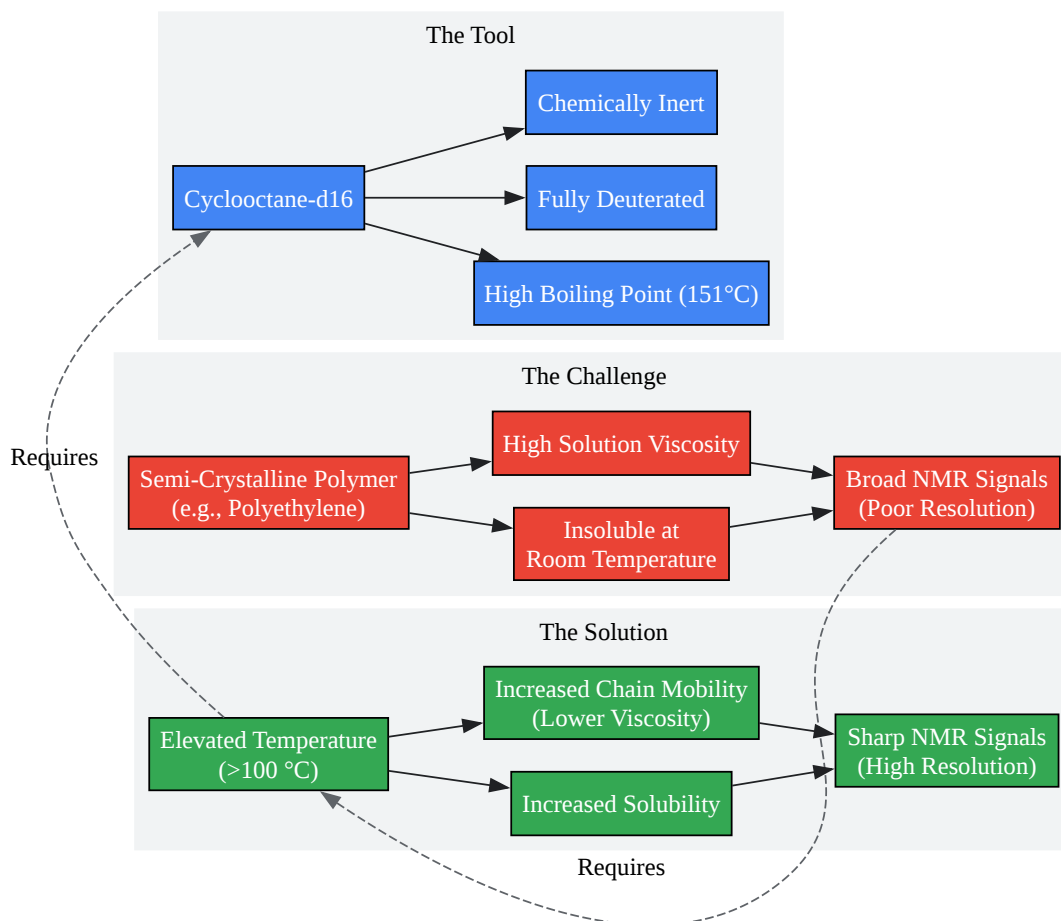 The Tool
Chemically Inert
Cyclooctane-d16
Fully Deuterated
High Boiling Point (151°C)
The Challenge
High Solution Viscosity
Requires
Semi-Crystalline Polymer
(e.g., Polyethylene)
Broad NMR Signals
(Poor Resolution)
Insoluble at
Room Temperature
The Solution
Increased Chain Mobility
(Lower Viscosity)
Elevated Temperature
(>100 °C)
Sharp NMR Signals
(High Resolution)
Increased Solubility
Requires